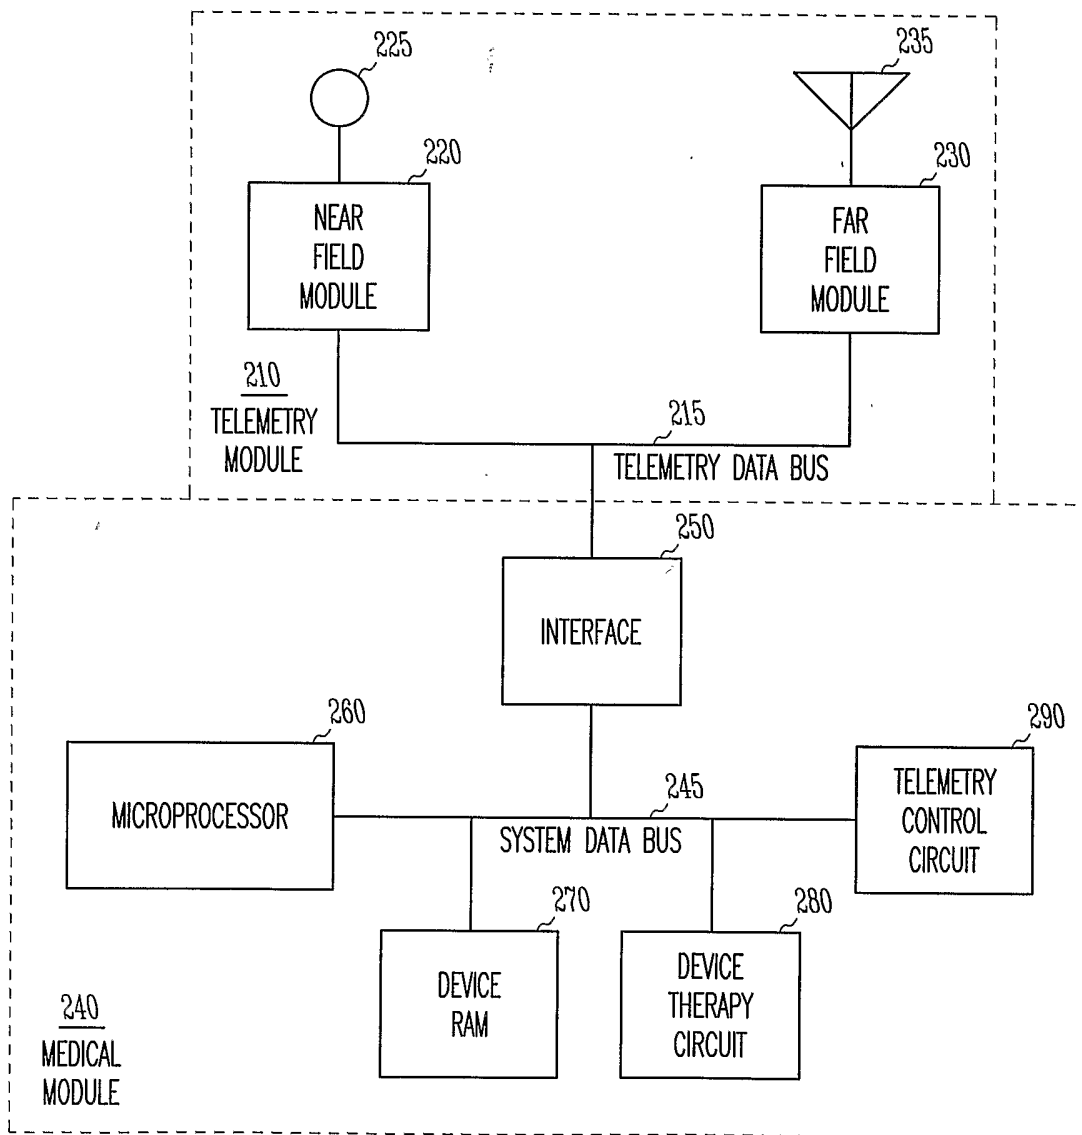 225
235
220
230
NEAR
FIELD
MODULE
FAR
FIELD
MODULE
210
TELEMETRY
MODULE
215
TELEMETRY DATA BUS
250
INTERFACE
260
290
MICROPROCESSOR
245
SYSTEM DATA BUS
TELEMETRY
CONTROL
CIRCUIT
270
280
DEVICE
RAM
DEVICE
THERAPY
CIRCUIT
240
MEDICAL
MODULE